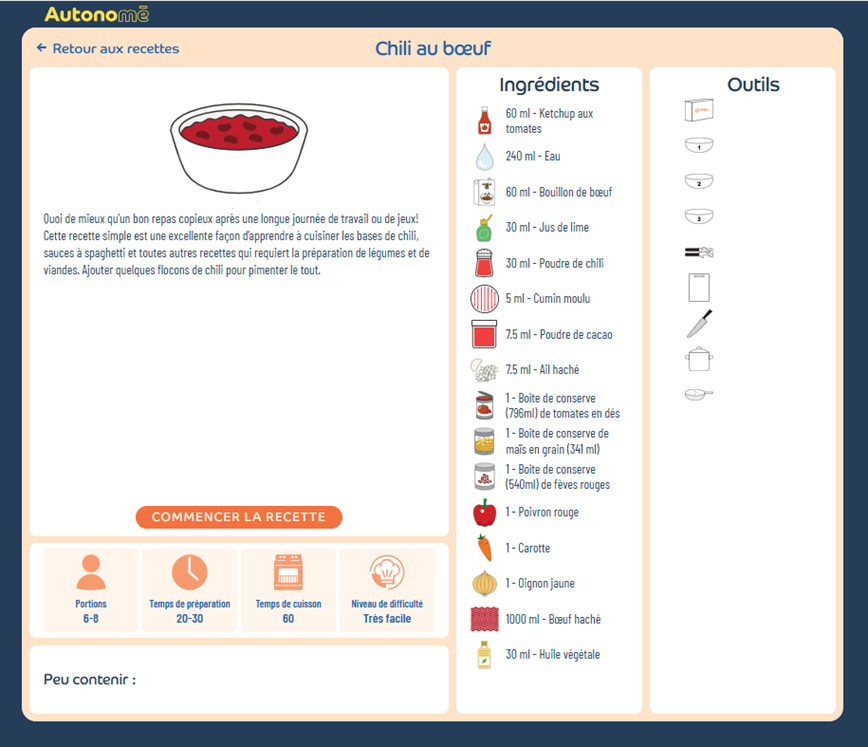 Autonomē
← Retour aux recettes
Chili au bœuf
Quoi de mieux qu'un bon repas copieux après une longue journée de travail ou de jeux!
Cette recette simple est une excellente façon d'apprendre à cuisiner les bases de chili,
sauces à spaghetti et toutes autres recettes qui requiert la préparation de légumes et de
viandes. Ajouter quelques flocons de chili pour pimenter le tout.
COMMENCER LA RECETTE
Portions
6-8
Temps de préparation
20-30
Temps de cuisson
60
Niveau de difficulté
Très facile
Peu contenir :
Ingrédients
60 ml - Ketchup aux
tomates
240 ml - Eau
60 ml - Bouillon de bœuf
30 ml - Jus de lime
30 ml - Poudre de chili
5 ml - Cumin moulu
7.5 ml - Poudre de cacao
7.5 ml - Ail haché
1 - Boîte de conserve
(796ml) de tomates en dés
1 - Boîte de conserve de
maïs en grain (341 ml)
1 - Boîte de conserve
(540ml) de fèves rouges
1 - Poivron rouge
1 - Carotte
1 - Oignon jaune
1000 ml - Bœuf haché
30 ml - Huile végétale
Outils
1
2
3